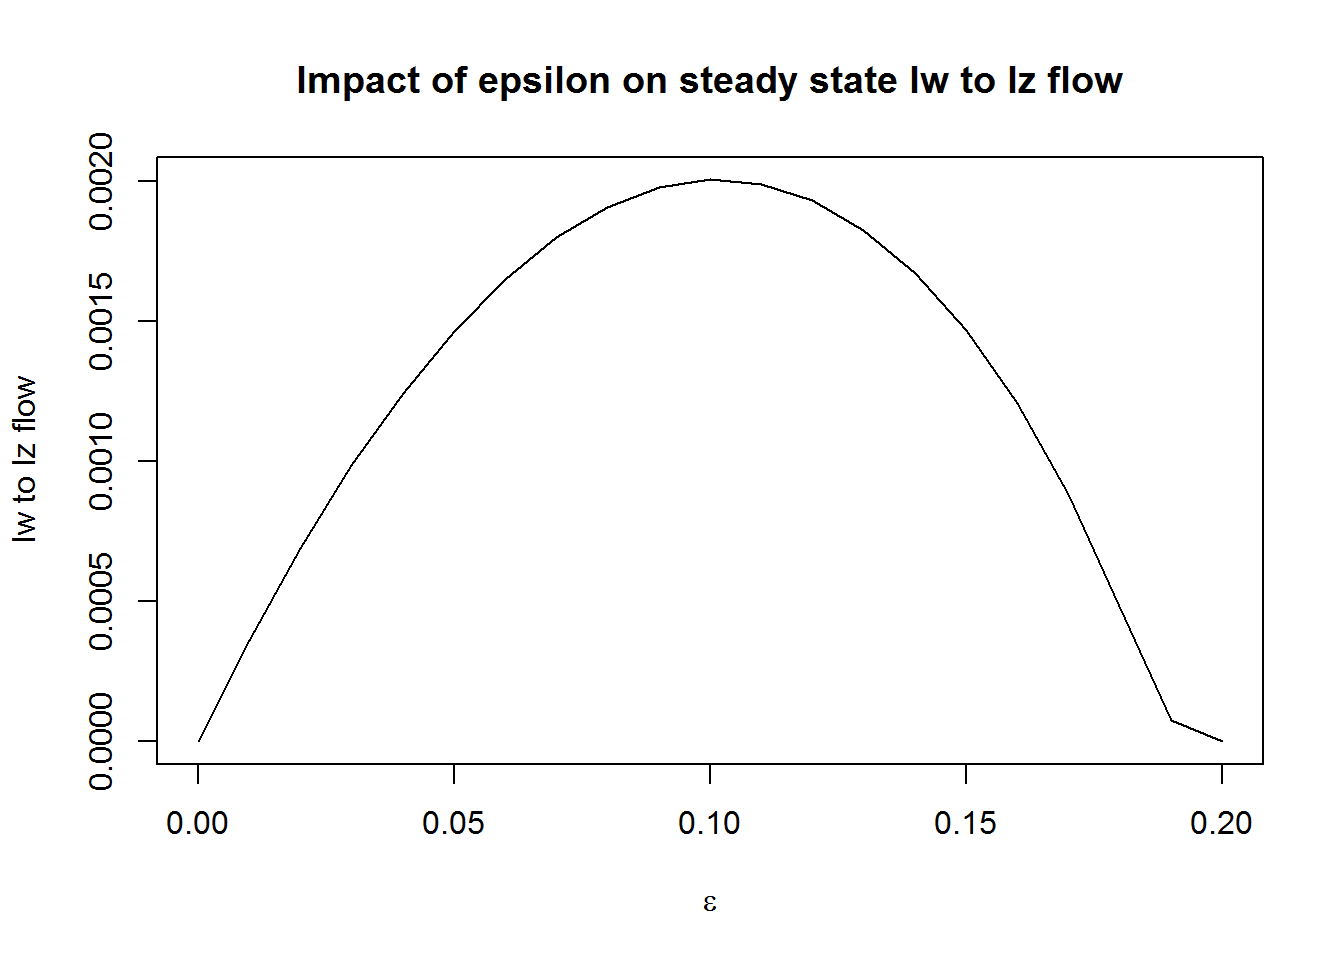 Impact of epsilon on steady state Iw to Iz flow
Iw to Iz flow
0.0020
0.0015
0.0010
0.0005
0.0000
0.00 0.05 0.10 0.15 0.20
ε